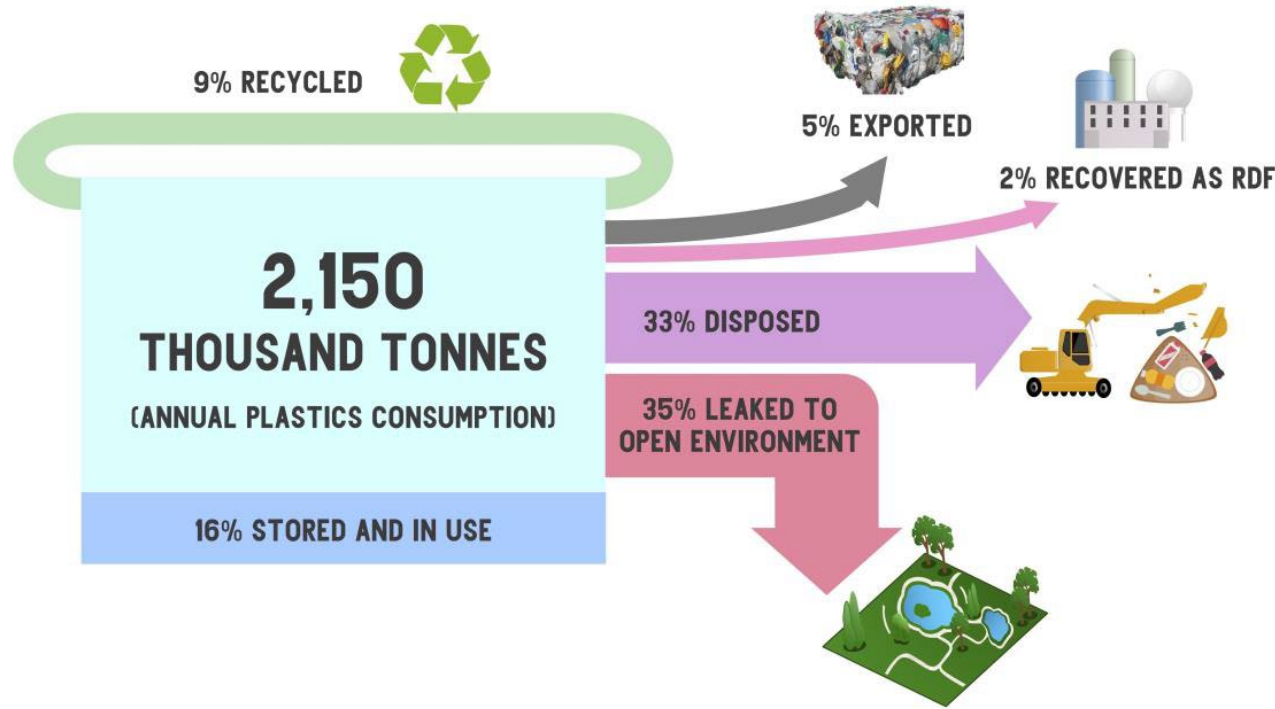 9% RECYCLED
5% EXPORTED
2% RECOVERED AS RDF
2,150
THOUSAND TONNES
(ANNUAL PLASTICS CONSUMPTION)
33% DISPOSED
35% LEAKED TO
OPEN ENVIRONMENT
16% STORED AND IN USE